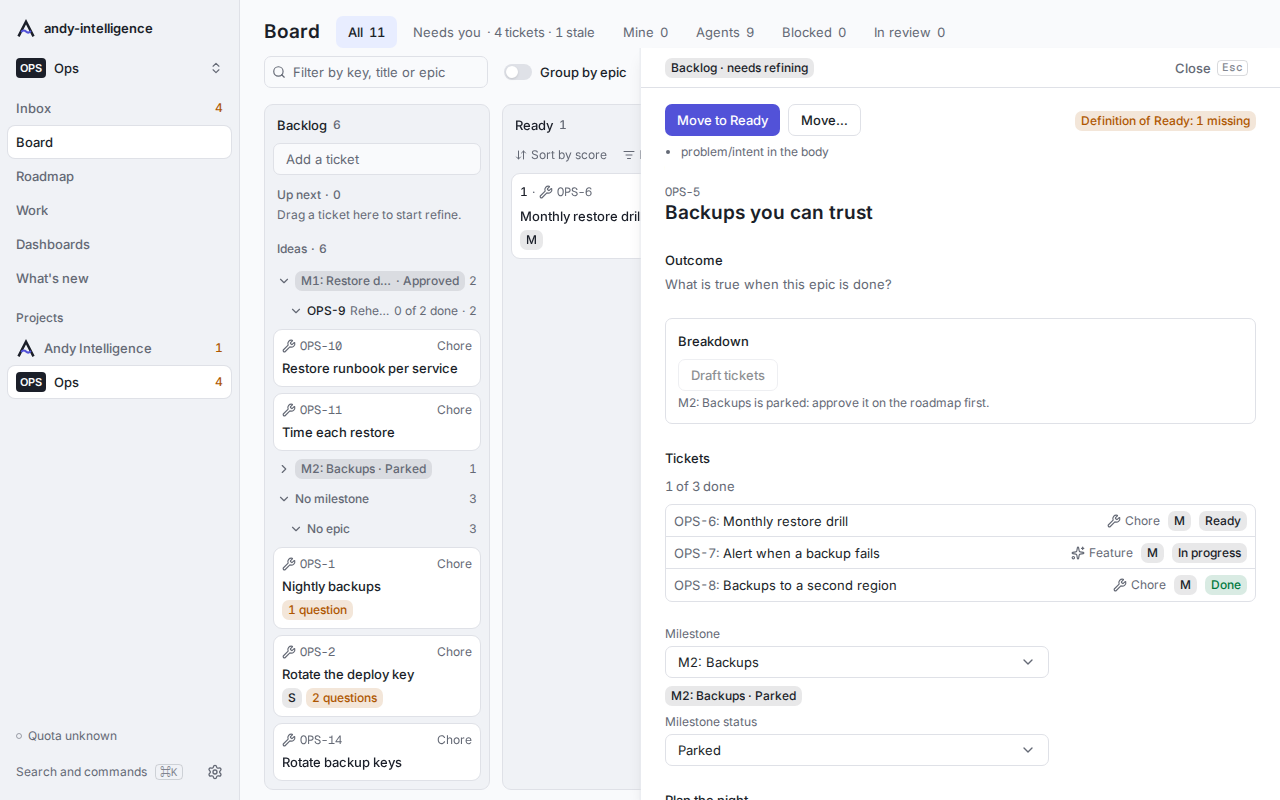 andy-intelligence
OPS Ops
Inbox 4
Board
Roadmap
Work
Dashboards
What's new
Projects
Andy Intelligence 1
OPS Ops 4
Quota unknown
Search and commands ⌘K
Board All 11 Needs you · 4 tickets · 1 stale Mine 0 Agents 9 Blocked 0 In review 0
Filter by key, title or epic Group by epic
Backlog 6
Add a ticket
Up next · 0
Drag a ticket here to start refine.
Ideas · 6
M1: Restore d... · Approved 2
OPS-9 Rehe... 0 of 2 done · 2
OPS-10 Chore
Restore runbook per service
OPS-11 Chore
Time each restore
M2: Backups · Parked 1
No milestone 3
No epic 3
OPS-1 Chore
Nightly backups
1 question
OPS-2 Chore
Rotate the deploy key
S 2 questions
OPS-14 Chore
Rotate backup keys
Ready 1
Sort by score
1 · OPS-6
Monthly restore dril
M
Backlog · needs refining Close Esc
Move to Ready Move... Definition of Ready: 1 missing
• problem/intent in the body
OPS-5
Backups you can trust
Outcome
What is true when this epic is done?
Breakdown
Draft tickets
M2: Backups is parked: approve it on the roadmap first.
Tickets
1 of 3 done
OPS-6: Monthly restore drill Chore M Ready
OPS-7: Alert when a backup fails Feature M In progress
OPS-8: Backups to a second region Chore M Done
Milestone
M2: Backups
M2: Backups · Parked
Milestone status
Parked
Plan the night